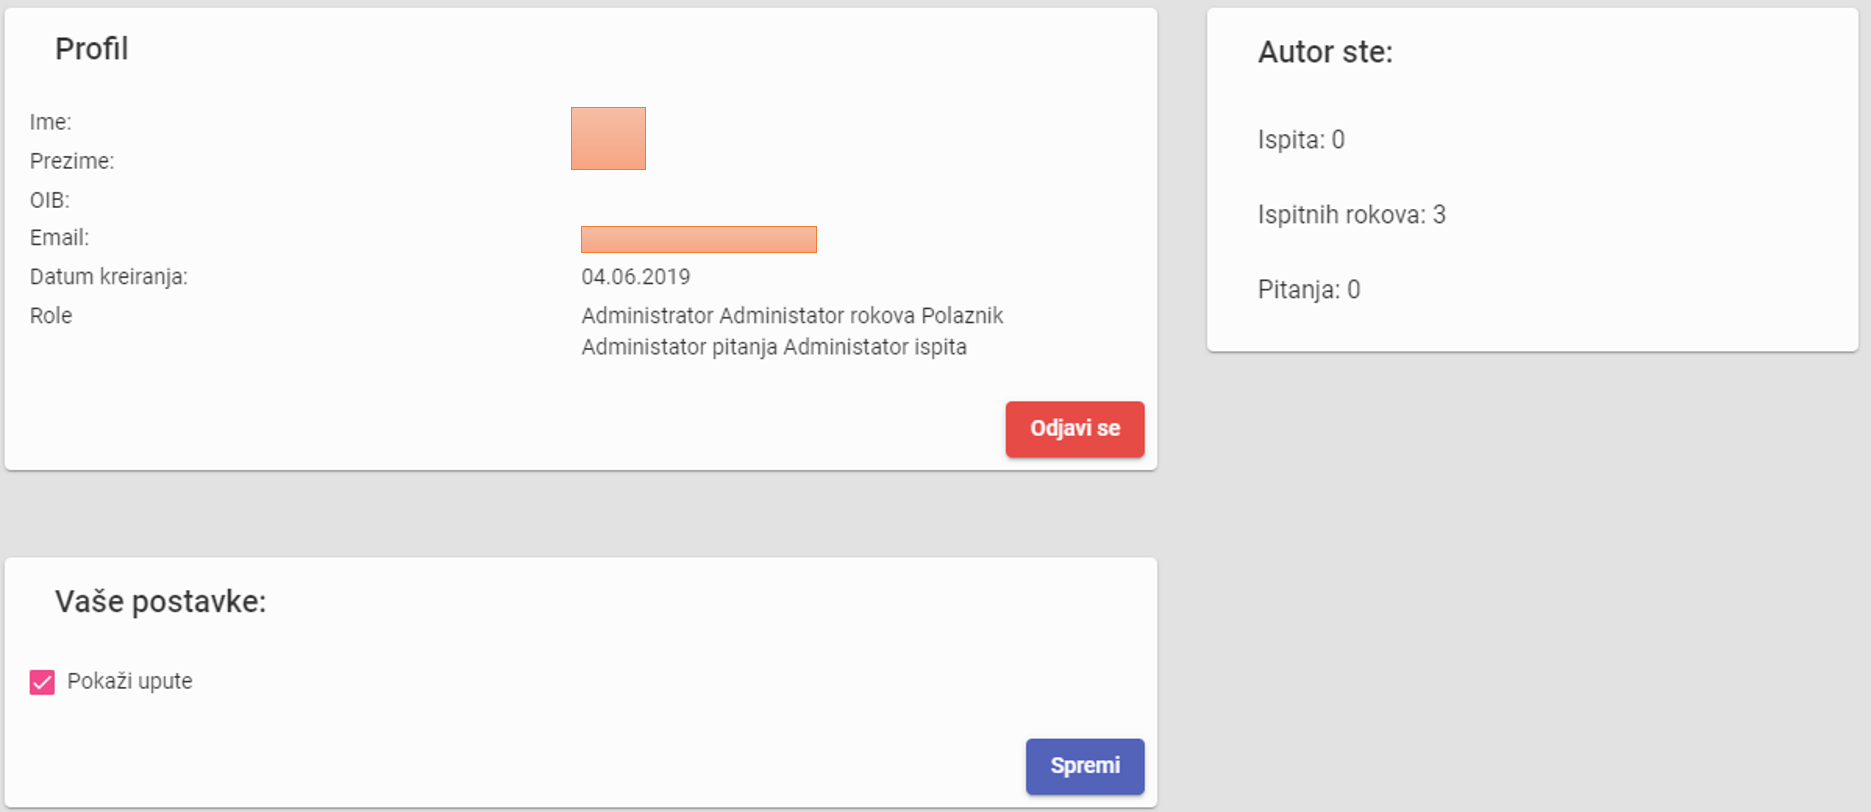 Profil
Ime:
Prezime:
OIB:
Email:
Datum kreiranja: 04.06.2019
Role Administrator Administator rokova Polaznik
Administator pitanja Administator ispita
Odjavi se
Autor ste:
Ispita: 0
Ispitnih rokova: 3
Pitanja: 0
Vaše postavke:
Pokaži upute
Spremi